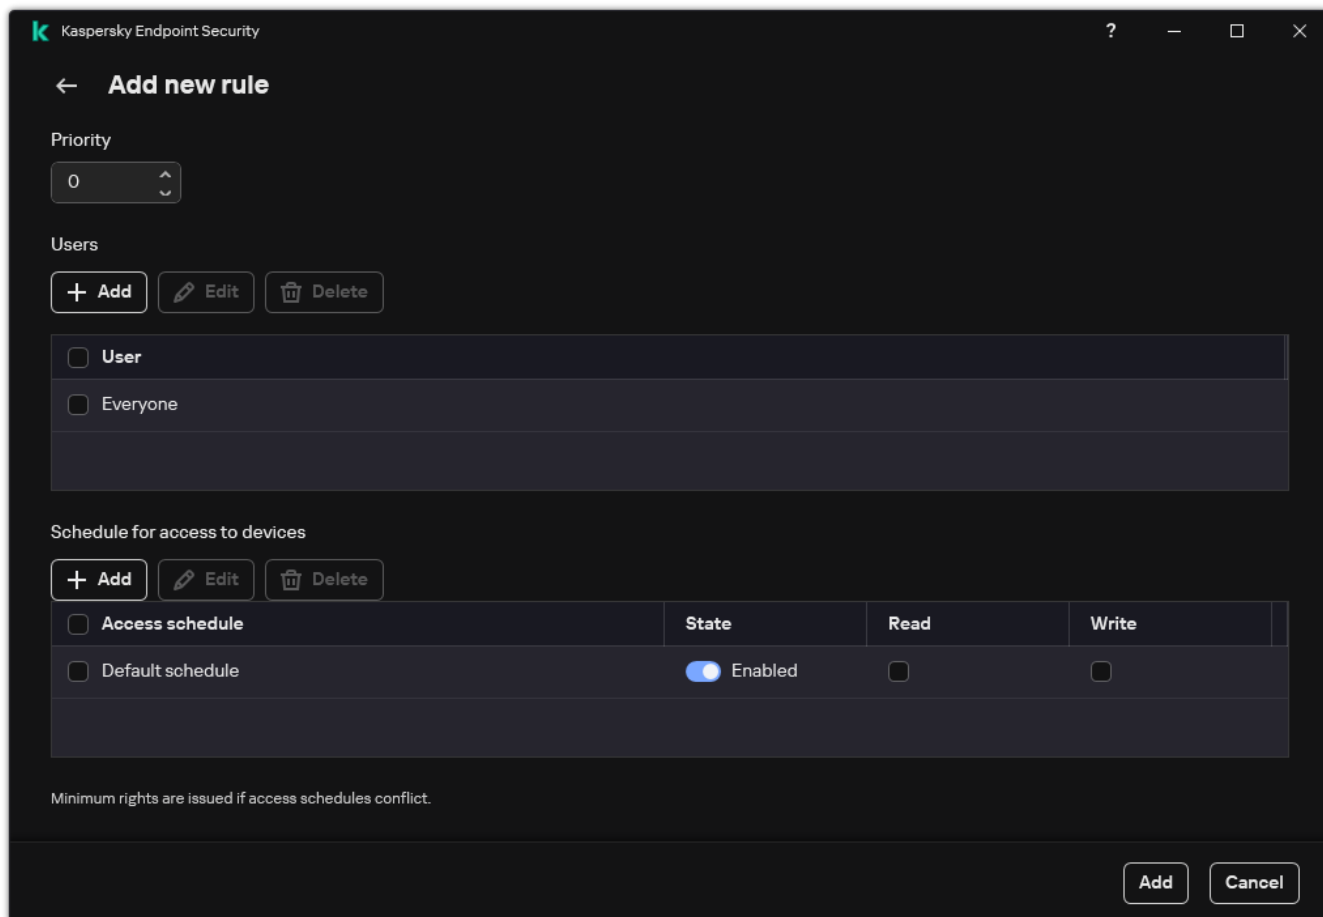 Kaspersky Endpoint Security ?
Add new rule
Priority
0
Users
Add Edit Delete
User
Everyone
Schedule for access to devices
Add Edit Delete
Access schedule State Read Write
Default schedule Enabled
Minimum rights are issued if access schedules conflict.
Add Cancel